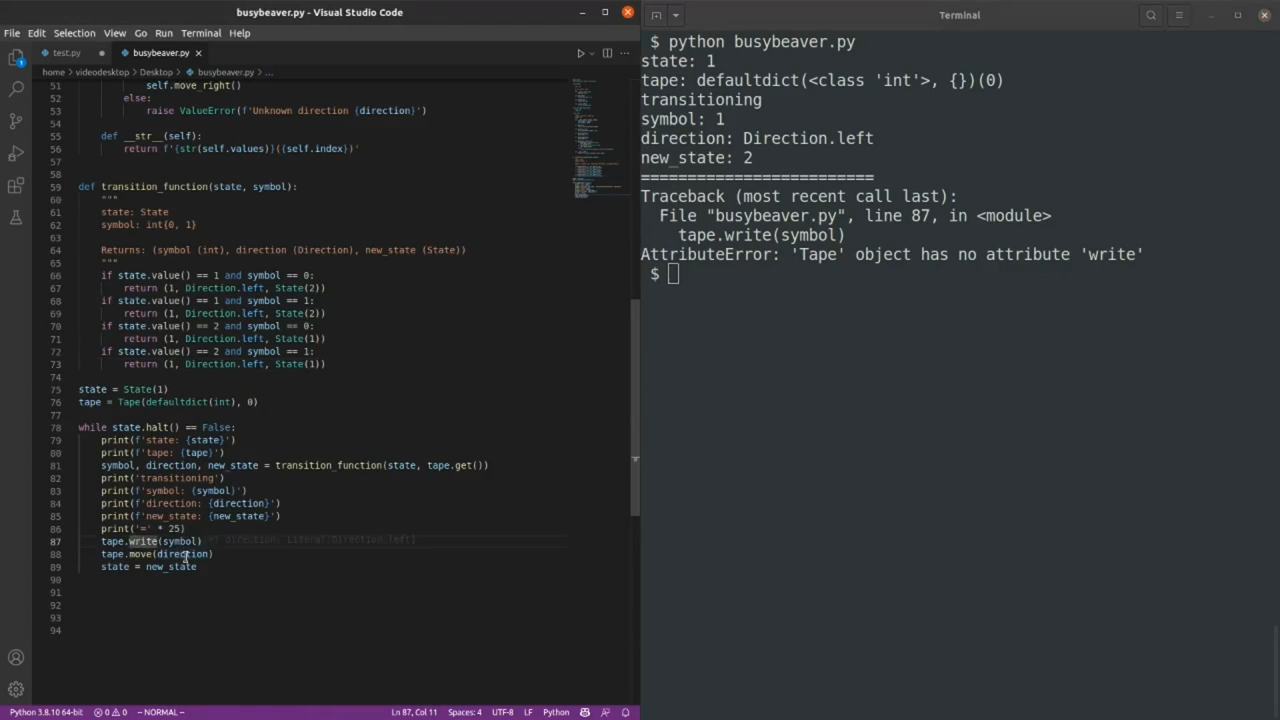 busybeaver.py - Visual Studio Code
File Edit Selection View Go Run Terminal Help
test.py
busybeaver.py
home > videodesktop > Desktop > busybeaver.py > ...
51 self.move_right()
52 else:
53 raise ValueError(f'Unknown direction {direction}')
54
55 def __str__(self):
56 return f'{str(self.values)}({self.index})'
57
58
59 def transition_function(state, symbol):
60 """
61 state: State
62 symbol: int{0, 1}
63
64 Returns: (symbol (int), direction (Direction), new_state (State))
65 """
66 if state.value() == 1 and symbol == 0:
67 return (1, Direction.left, State(2))
68 if state.value() == 1 and symbol == 1:
69 return (1, Direction.left, State(2))
70 if state.value() == 2 and symbol == 0:
71 return (1, Direction.left, State(1))
72 if state.value() == 2 and symbol == 1:
73 return (1, Direction.left, State(1))
74
75 state = State(1)
76 tape = Tape(defaultdict(int), 0)
77
78 while state.halt() == False:
79 print(f'state: {state}')
80 print(f'tape: {tape}')
81 symbol, direction, new_state = transition_function(state, tape.get())
82 print('transitioning')
83 print(f'symbol: {symbol}')
84 print(f'direction: {direction}')
85 print(f'new_state: {new_state}')
86 print('=' * 25)
87 tape.write(symbol) direction: Literal[Direction.left]
88 tape.move(direction)
89 state = new_state
90
91
92
93
94
Python 3.8.10 64-bit 0 0 -- NORMAL -- Ln 87, Col 11 Spaces: 4 UTF-8 LF Python
Terminal
$ python busybeaver.py
state: 1
tape: defaultdict(<class 'int'>, {})(0)
transitioning
symbol: 1
direction: Direction.left
new_state: 2
=========================
Traceback (most recent call last):
File "busybeaver.py", line 87, in <module>
tape.write(symbol)
AttributeError: 'Tape' object has no attribute 'write'
$